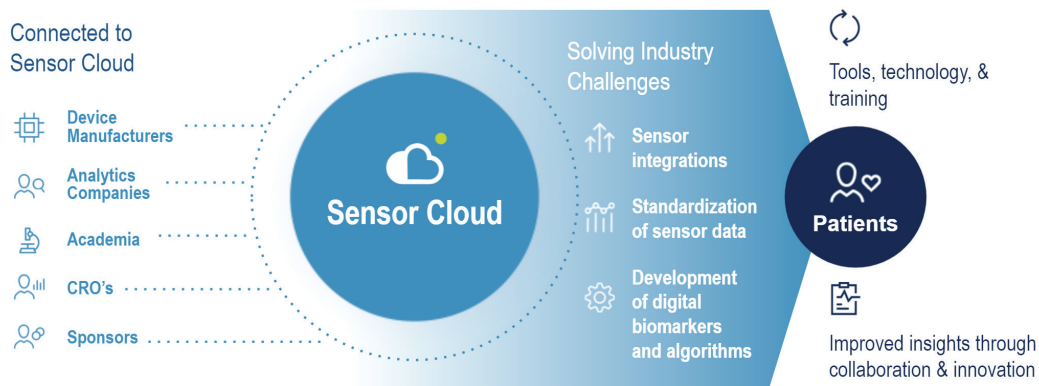 Connected to
Sensor Cloud
Device
Manufacturers
Analytics
Companies
Academia
CRO's
Sponsors
Sensor Cloud
Solving Industry
Challenges
Sensor
integrations
Standardization
of sensor data
Development
of digital
biomarkers
and algorithms
Tools, technology, &
training
Patients
Improved insights through
collaboration & innovation